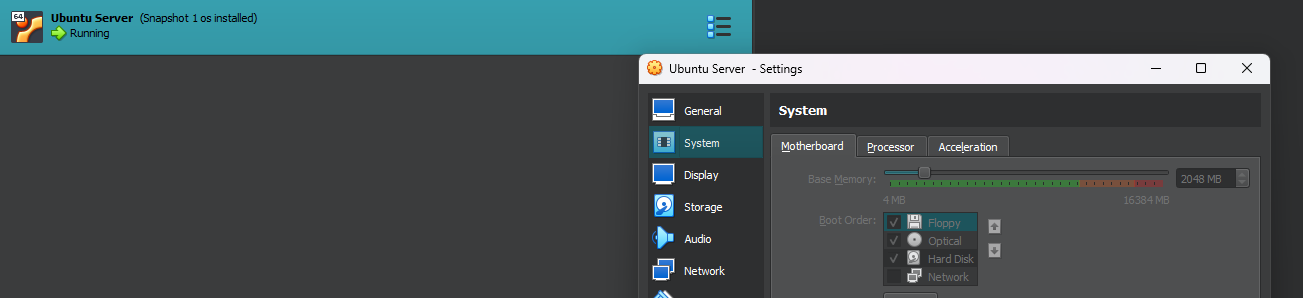 64
Ubuntu Server (Snapshot 1 os installed)
Running
Ubuntu Server - Settings
General
System
Display
Storage
Audio
Network
System
Motherboard Processor Acceleration
Base Memory: 2048 MB
4 MB 16384 MB
Boot Order: Floppy
Optical
Hard Disk
Network